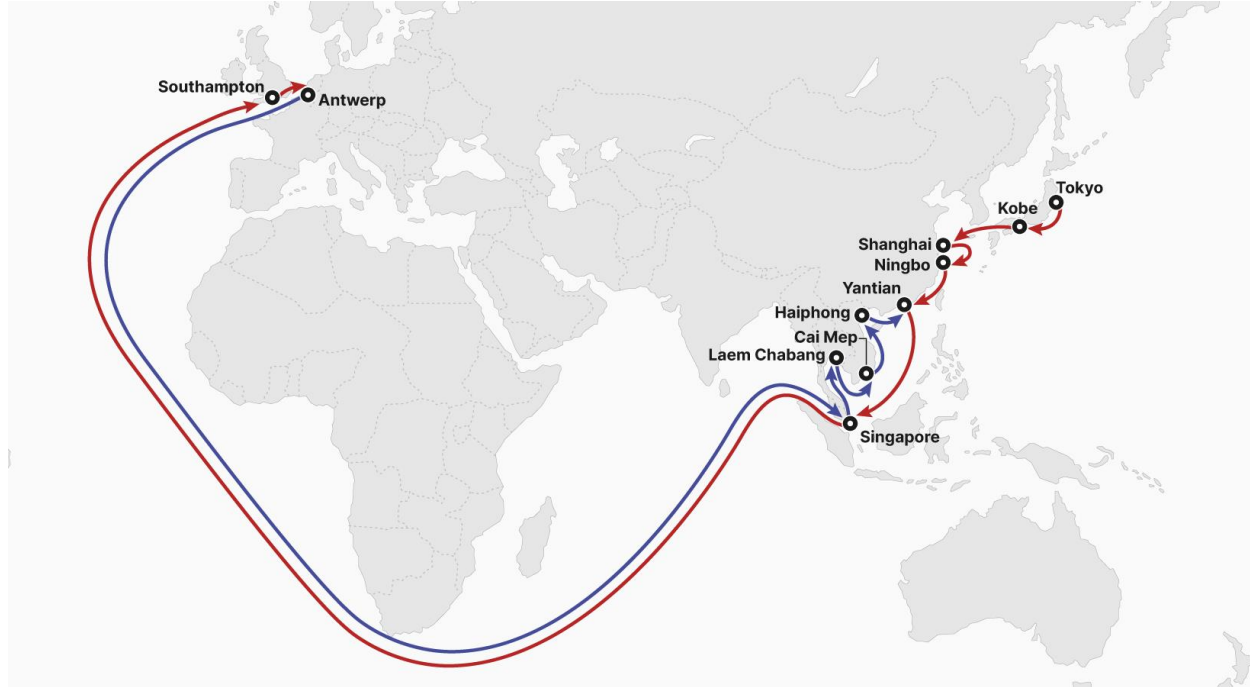 Southampton
Antwerp
Tokyo
Kobe
Shanghai
Ningbo
Yantian
Haiphong
Cai Mep
Laem Chabang
Singapore